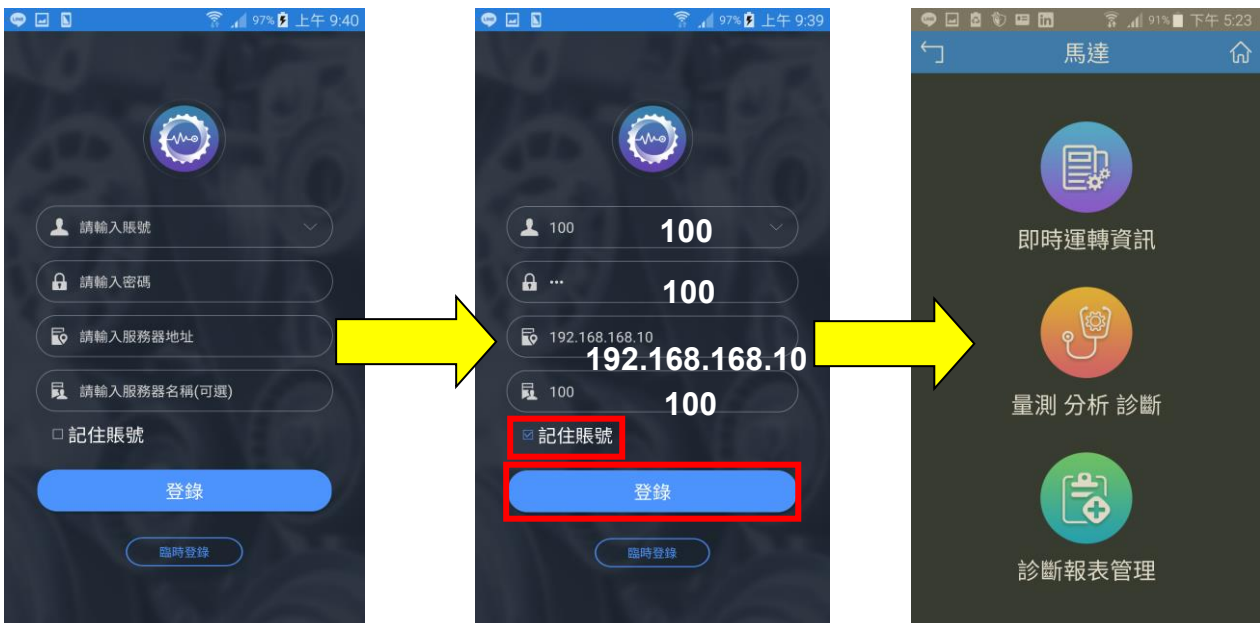 97% 上午 9:40
請輸入賬號
請輸入密碼
請輸入服務器地址
請輸入服務器名稱(可選)
記住賬號
登錄
臨時登錄
97% 上午 9:39
100 100
••• 100
192.168.168.10
192.168.168.10
100 100
記住賬號
登錄
臨時登錄
91% 下午 5:23
馬達
即時運轉資訊
量測 分析 診斷
診斷報表管理